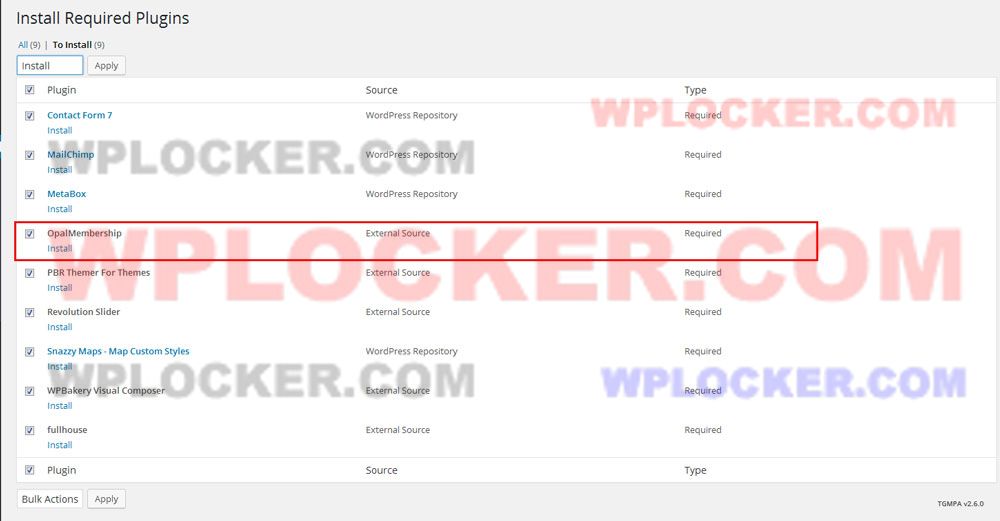 Install Required Plugins
All (9) | To Install (9)
Install Apply
Plugin Source Type
Contact Form 7 WordPress Repository Required
Install
WPLOCKER.COM
MailChimp WordPress Repository Required
Install
WPLOCKER.COM
MetaBox WordPress Repository Required
Install
OpalMembership External Source Required
Install
WPLOCKER.COM
PBR Themer For Themes External Source Required
Install
Revolution Slider External Source Required
Install
Snazzy Maps - Map Custom Styles WordPress Repository Required
Install
WPLOCKER.COM WPLOCKER.COM
WPBakery Visual Composer External Source Required
Install
fullhouse External Source Required
Install
Plugin Source Type
Bulk Actions Apply
TGMPA v2.6.0